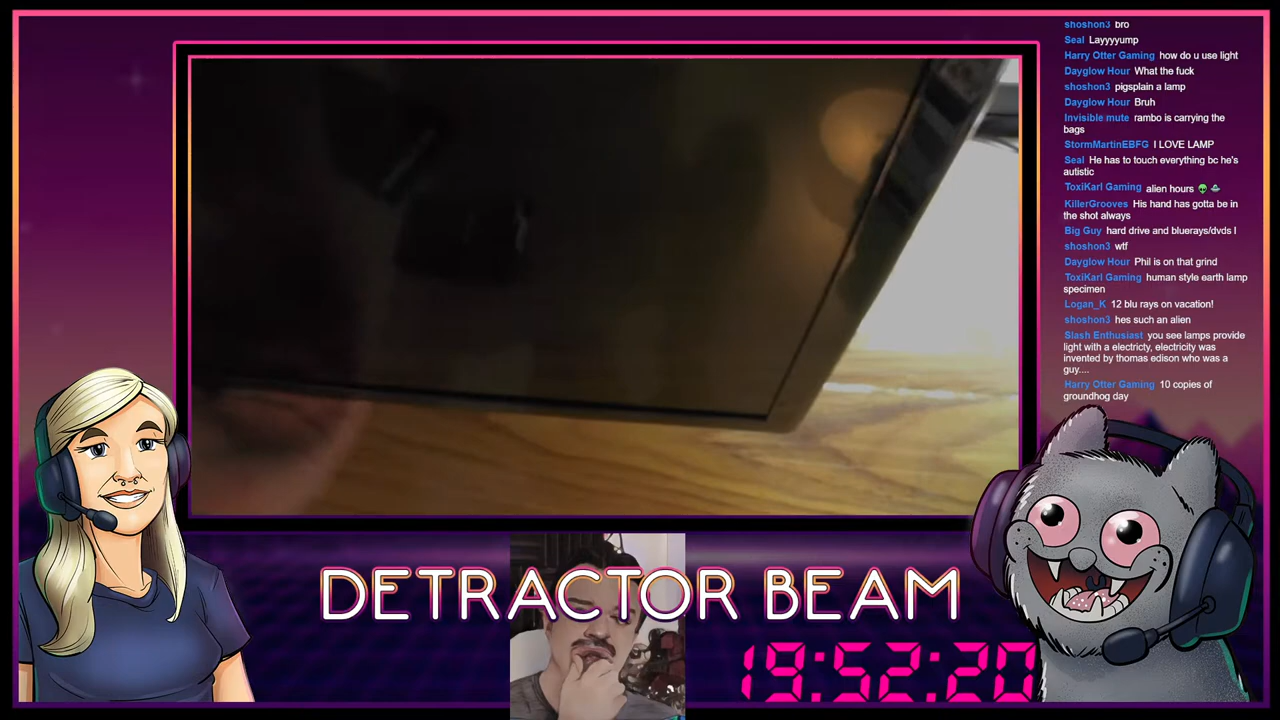 shoshon3 bro
Seal Layyyyump
Harry Otter Gaming how do u use light
Dayglow Hour What the fuck
shoshon3 pigsplain a lamp
Dayglow Hour Bruh
Invisible mute rambo is carrying the
bags
StormMartinEBFG I LOVE LAMP
Seal He has to touch everything bc he's
autistic
ToxiKarl Gaming alien hours 👽 🛸
KillerGrooves His hand has gotta be in
the shot always
Big Guy hard drive and bluerays/dvds I
shoshon3 wtf
Dayglow Hour Phil is on that grind
ToxiKarl Gaming human style earth lamp
specimen
Logan_K 12 blu rays on vacation!
shoshon3 hes such an alien
Slash Enthusiast you see lamps provide
light with a electricty, electricity was
invented by thomas edison who was a
guy....
Harry Otter Gaming 10 copies of
groundhog day
DETRACTOR BEAM
19:52:20